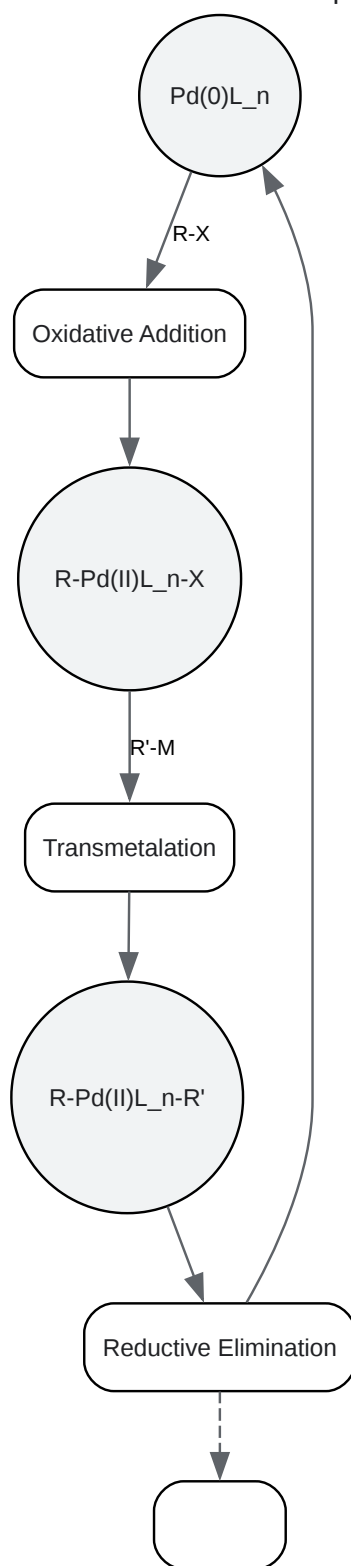 Pd(0)L_n
R-X
Oxidative Addition
R-Pd(II)L_n-X
R'-M
Transmetalation
R-Pd(II)L_n-R'
Reductive Elimination